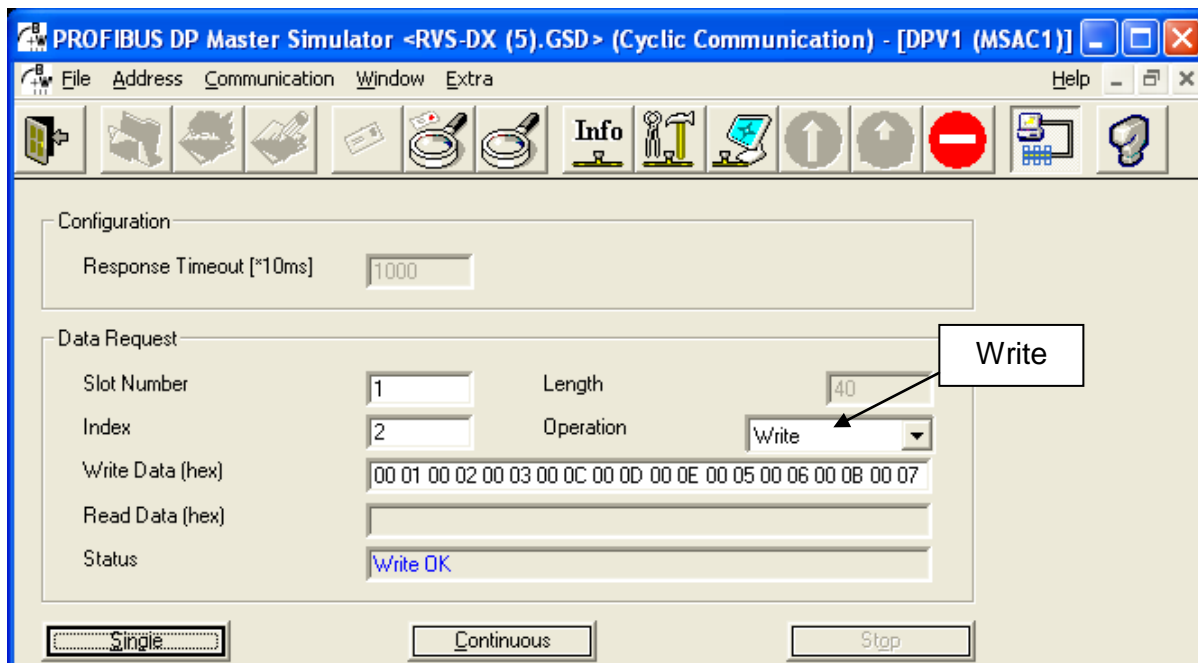 PROFIBUS DP Master Simulator <RVS-DX (5).GSD> (Cyclic Communication) - [DPV1 (MSAC1)]
File Address Communication Window Extra Help
Info
Configuration
Response Timeout [*10ms] 1000
Data Request
Write
Slot Number 1 Length 40
Index 2 Operation Write
Write Data (hex) 00 01 00 02 00 03 00 0C 00 0D 00 0E 00 05 00 06 00 0B 00 07
Read Data (hex)
Status Write OK
Single Continuous Stop